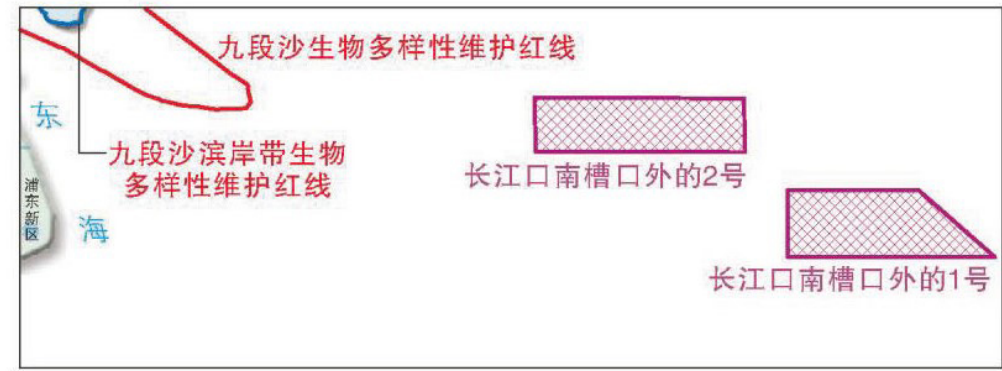 九段沙生物多样性维护红线
东
九段沙滨岸带生物
多样性维护红线
长江口南槽口外的2号
浦东新区
海
长江口南槽口外的1号